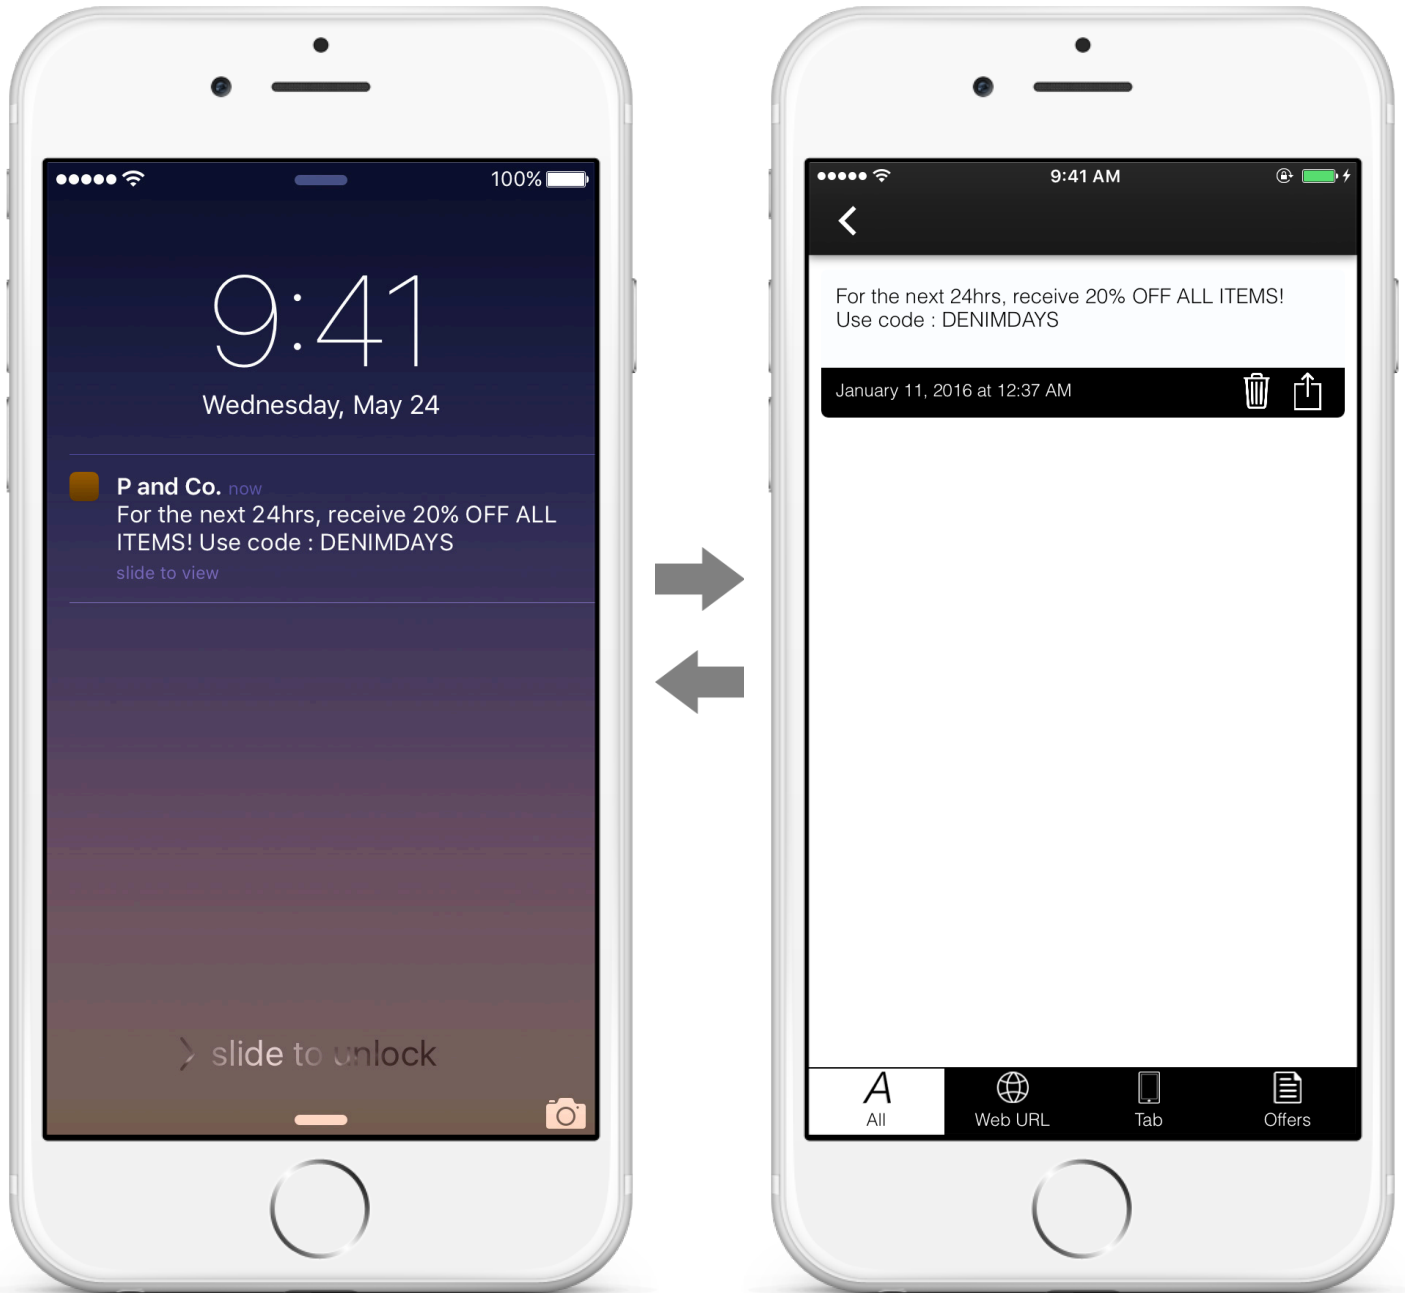 100%
9:41
Wednesday, May 24
P and Co. now
For the next 24hrs, receive 20% OFF ALL
ITEMS! Use code : DENIMDAYS
slide to view
slide to unlock
9:41 AM
For the next 24hrs, receive 20% OFF ALL ITEMS!
Use code : DENIMDAYS
January 11, 2016 at 12:37 AM
A
All
Web URL
Tab
Offers